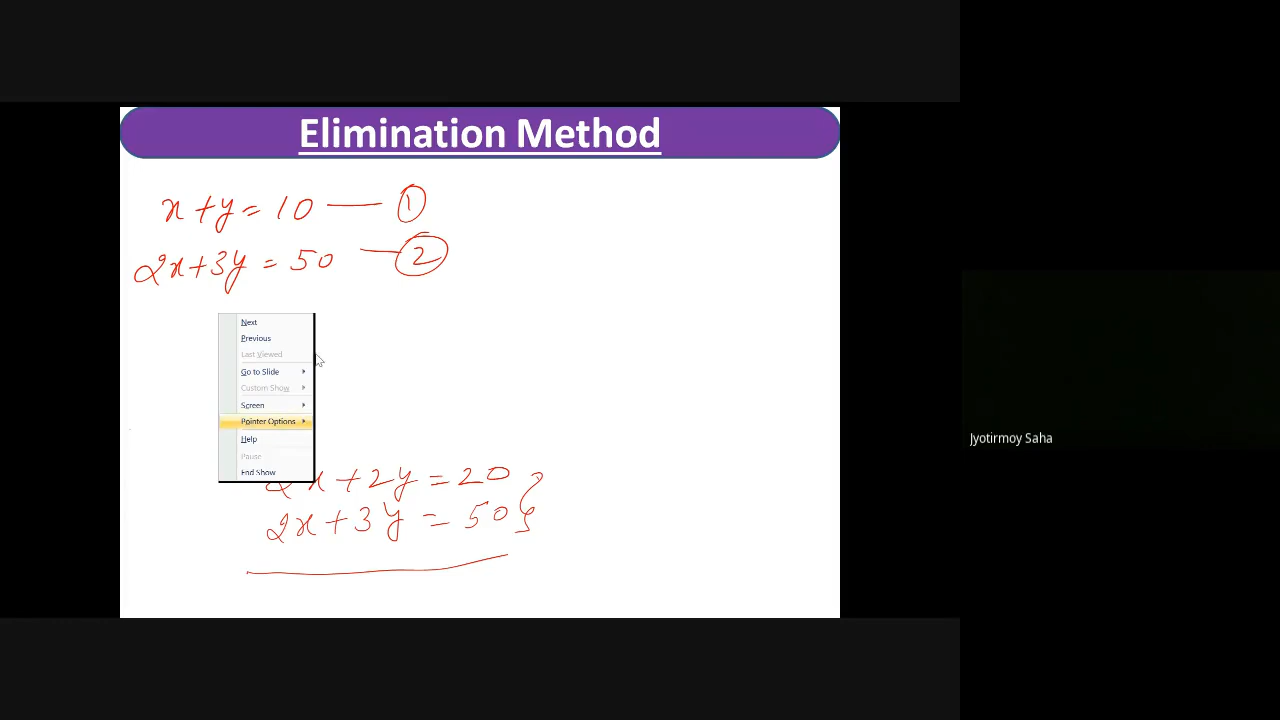 Elimination Method
x + y = 10 — 1
2x + 3y = 50 — 2
Next
Previous
Last Viewed
Go to Slide
Custom Show
Screen
Pointer Options
Help
Pause
End Show
2x + 2y = 20
2x + 3y = 50
Jyotirmoy Saha